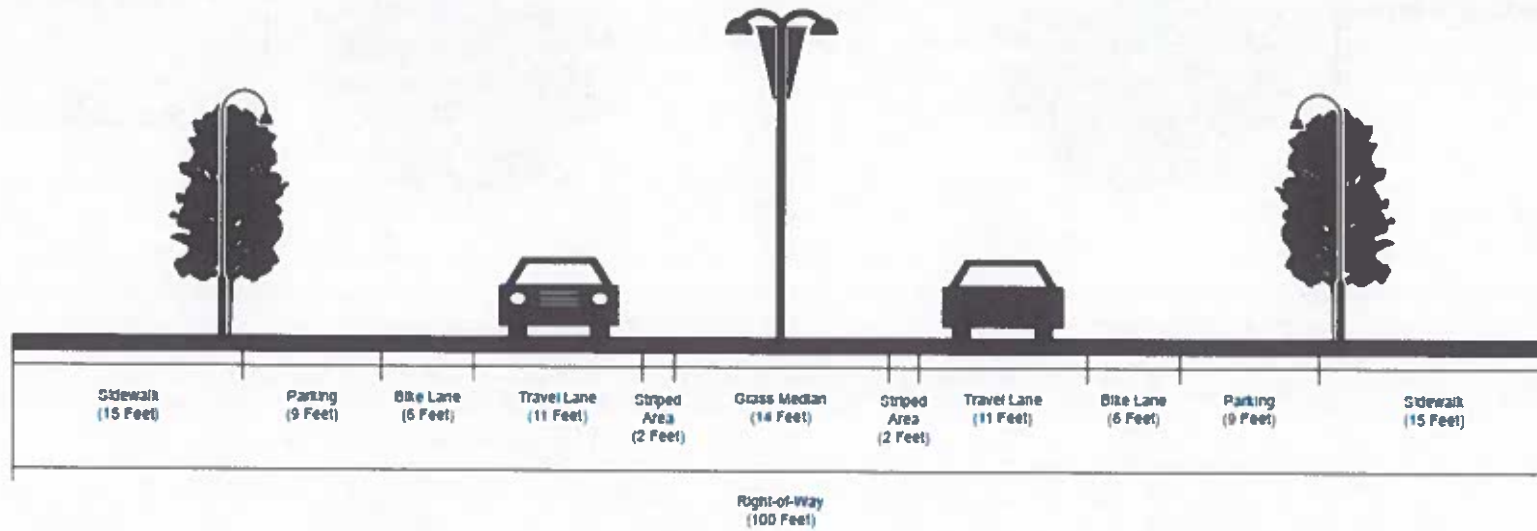 Sidewalk
(15 Feet)
Parking
(9 Feet)
Bike Lane
(6 Feet)
Travel Lane
(11 Feet)
Striped
Area
(2 Feet)
Grass Median
(14 Feet)
Striped
Area
(2 Feet)
Travel Lane
(11 Feet)
Bike Lane
(6 Feet)
Parking
(9 Feet)
Sidewalk
(15 Feet)
Right-of-Way
(100 Feet)